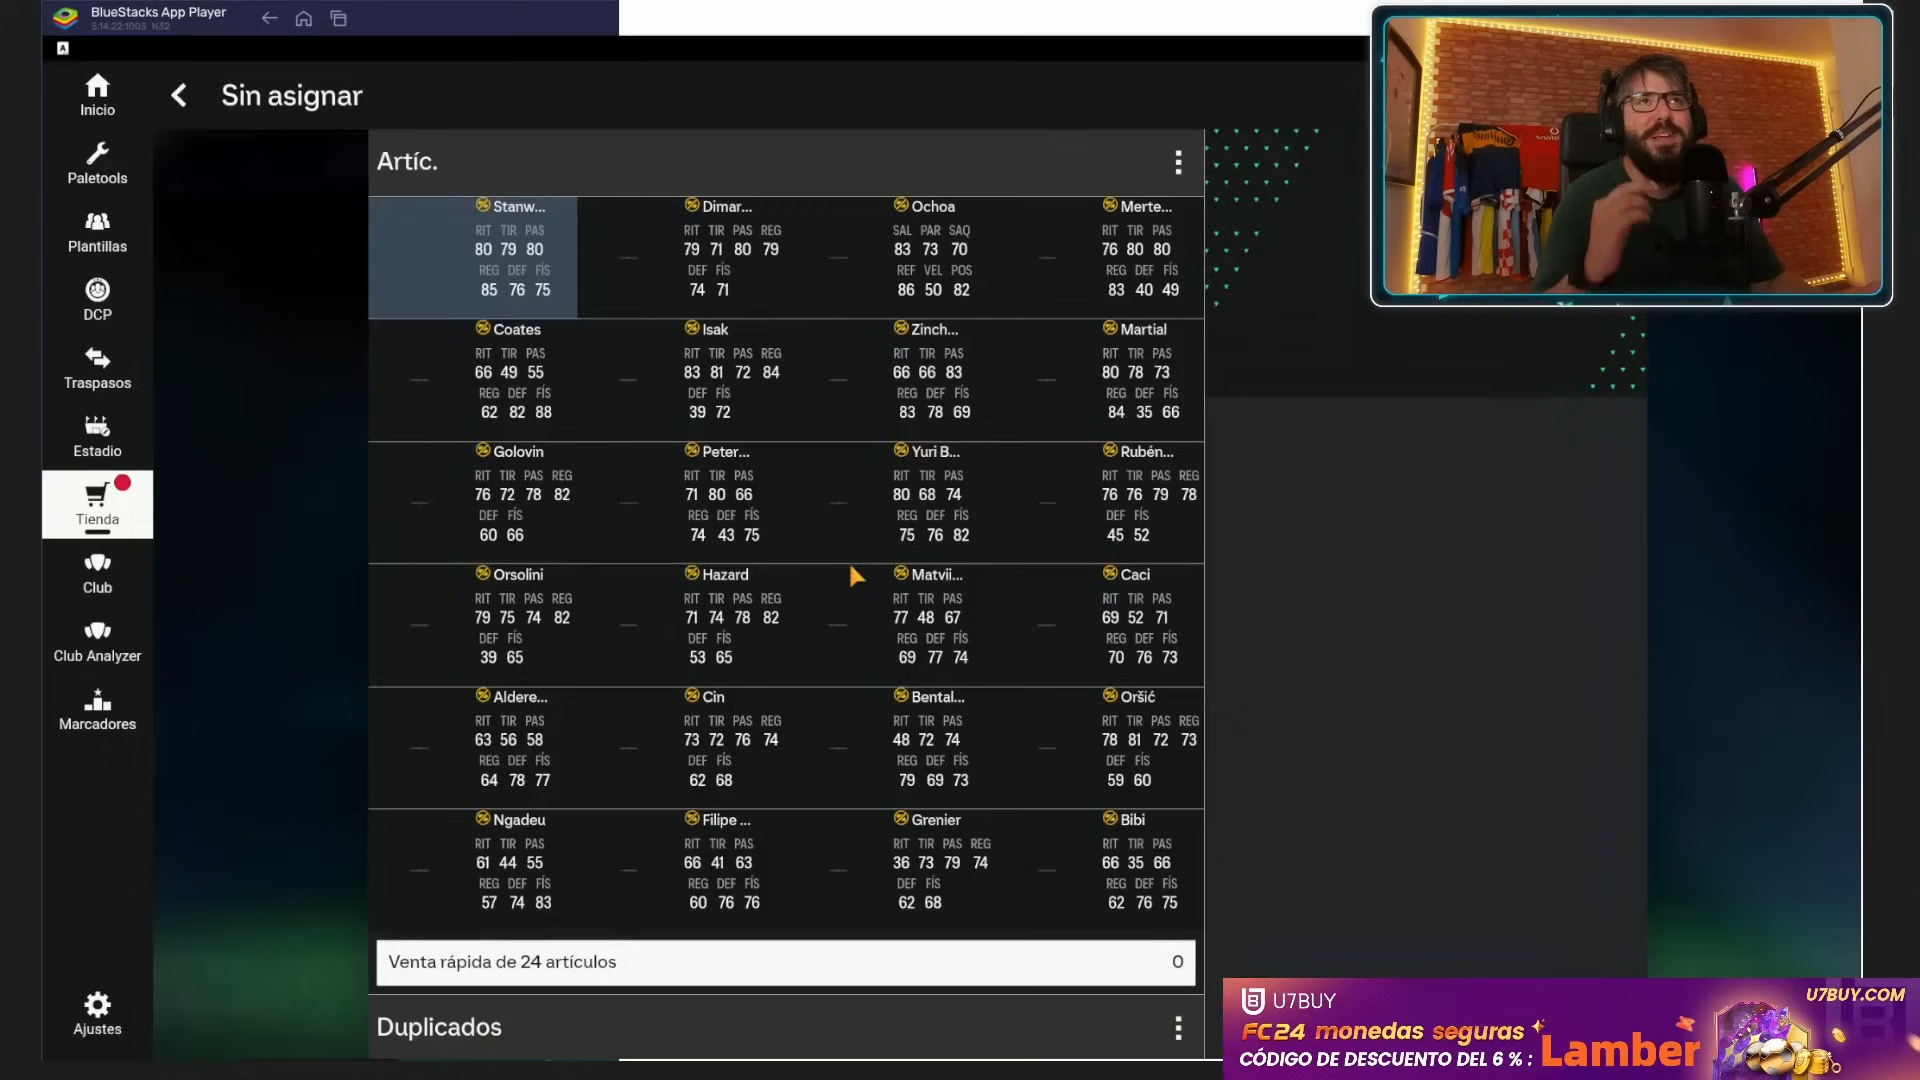 BlueStacks App Player
5.14.22.1003 N32
A
Inicio
Paletools
Plantillas
DCP
Traspasos
Estadio
Tienda
Club
Club Analyzer
Marcadores
Ajustes
Sin asignar
Artíc.
Stanw... Dimar... Ochoa Merte...
RIT TIR PAS RIT TIR PAS REG SAL PAR SAQ RIT TIR PAS
80 79 80 79 71 80 79 83 73 70 76 80 80
REG DEF FÍS DEF FÍS REF VEL POS REG DEF FÍS
85 76 75 74 71 86 50 82 83 40 49
Coates Isak Zinch... Martial
RIT TIR PAS RIT TIR PAS REG RIT TIR PAS RIT TIR PAS
66 49 55 83 81 72 84 66 66 83 80 78 73
REG DEF FÍS DEF FÍS REG DEF FÍS REG DEF FÍS
62 82 88 39 72 83 78 69 84 35 66
Golovin Peter... Yuri B... Rubén...
RIT TIR PAS REG RIT TIR PAS RIT TIR PAS RIT TIR PAS REG
76 72 78 82 71 80 66 80 68 74 76 76 79 78
DEF FÍS REG DEF FÍS REG DEF FÍS DEF FÍS
60 66 74 43 75 75 76 82 45 52
Orsolini Hazard Matvii... Caci
RIT TIR PAS REG RIT TIR PAS REG RIT TIR PAS RIT TIR PAS
79 75 74 82 71 74 78 82 77 48 67 69 52 71
DEF FÍS DEF FÍS REG DEF FÍS REG DEF FÍS
39 65 53 65 69 77 74 70 76 73
Aldere... Cin Bental... Oršić
RIT TIR PAS RIT TIR PAS REG RIT TIR PAS RIT TIR PAS REG
63 56 58 73 72 76 74 48 72 74 78 81 72 73
REG DEF FÍS DEF FÍS REG DEF FÍS DEF FÍS
64 78 77 62 68 79 69 73 59 60
Ngadeu Filipe ... Grenier Bibi
RIT TIR PAS RIT TIR PAS RIT TIR PAS REG RIT TIR PAS
61 44 55 66 41 63 36 73 79 74 66 35 66
REG DEF FÍS REG DEF FÍS DEF FÍS REG DEF FÍS
57 74 83 60 76 76 62 68 62 76 75
Venta rápida de 24 artículos 0
Duplicados
U7BUY
U7BUY.COM
FC24 monedas seguras
CÓDIGO DE DESCUENTO DEL 6 % : Lamber